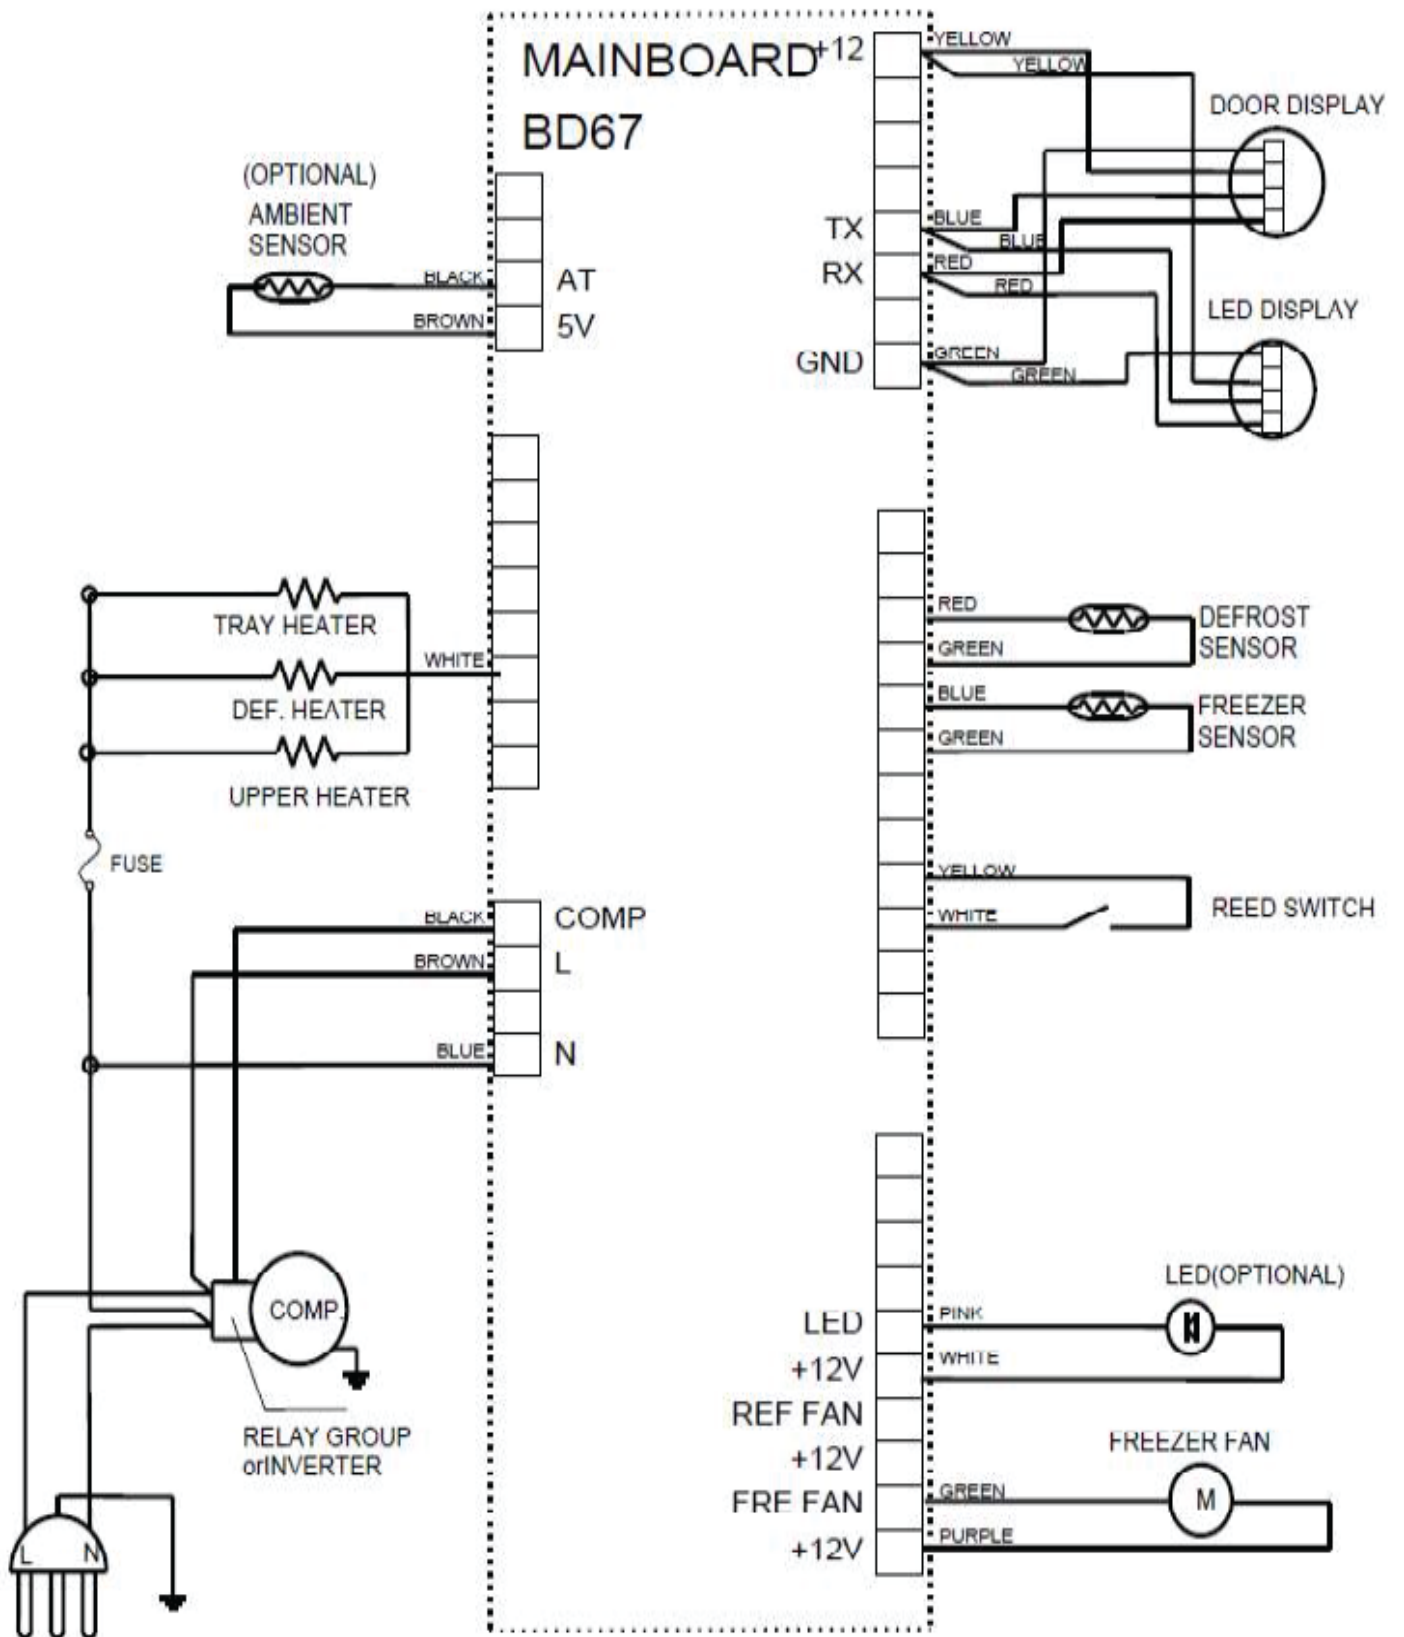 MAINBOARD
BD67
+12
YELLOW
YELLOW
DOOR DISPLAY
(OPTIONAL)
AMBIENT
SENSOR
TX
BLUE
BLUE
BLACK
AT
RX
RED
RED
BROWN
5V
LED DISPLAY
GND
GREEN
GREEN
TRAY HEATER
WHITE
DEF. HEATER
UPPER HEATER
RED
DEFROST
SENSOR
GREEN
BLUE
FREEZER
SENSOR
GREEN
FUSE
YELLOW
WHITE
REED SWITCH
BLACK
COMP
BROWN
L
BLUE
N
COMP.
RELAY GROUP
orINVERTER
LED(OPTIONAL)
LED
PINK
+12V
WHITE
REF FAN
+12V
FREEZER FAN
FRE FAN
GREEN
M
+12V
PURPLE
L
N